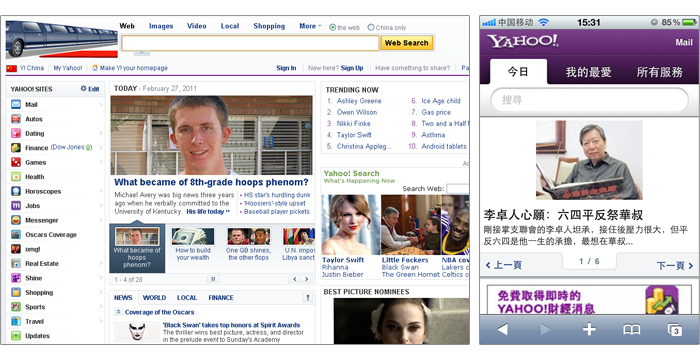 Web Images Video Local Shopping More the web China only
Web Search
Y! China My Yahoo! Make Y! your homepage Sign In New here? Sign Up Have something to share? Pa
YAHOO! SITES Edit
Mail
Autos
Dating
Finance (Dow Jones)
Games
Health
Horoscopes
Jobs
Messenger
Oscars Coverage
omg!
Real Estate
Shine
Shopping
Sports
Travel
Updates
TODAY - February 27, 2011
What became of 8th-grade hoops phenom?
Michael Avery was big news three years
ago when he verbally committed to the
University of Kentucky. His life today »
• HS star's hurdling dunk
• 'Hoosiers'-style upset
• Baseball player pickets
What became
of hoops
phenom?
How to build
your wealth
One QB shines,
the other flops
U.N. impos
Libya sanct
1 - 4 of 28
NEWS WORLD LOCAL FINANCE
Coverage of the Oscars
'Black Swan' takes top honors at Spirit Awards
The thriller wins best picture, actress, and director
in the prelude event to Sunday's Academy
TRENDING NOW
1. Ashley Greene
2. Owen Wilson
3. Nikki Finke
4. Taylor Swift
5. Christina Appleg...
6. Ice Age child
7. Gas price
8. Two and a Half M
9. Asthma
10. Android tablets
Ad
Yahoo! Search
What's Happening Now
Search Web:
Taylor Swift
Rihanna
Justin Bieber
Little Fockers
Black Swan
The Green Hornet
NBA cov
Lakers c
Celtics o
BEST PICTURE NOMINEES
中国移动 15:31 85%
YAHOO! Mail
今日 我的最愛 所有服務
搜尋
李卓人心願：六四平反祭華叔
剛接掌支聯會的李卓人坦承，接任後壓力很大，但平
反六四是他一生的承擔，最想在華叔...
上一頁 1 / 6 下一頁
免費取得即時的
YAHOO!財經消息
3